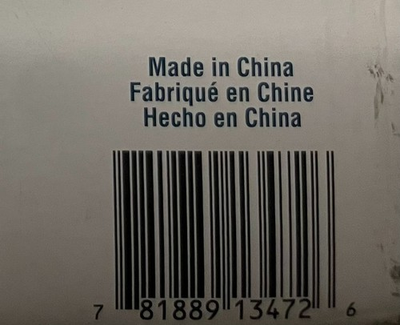 Made in China
Fabriqué en Chine
Hecho en China
7 81889 13472 6